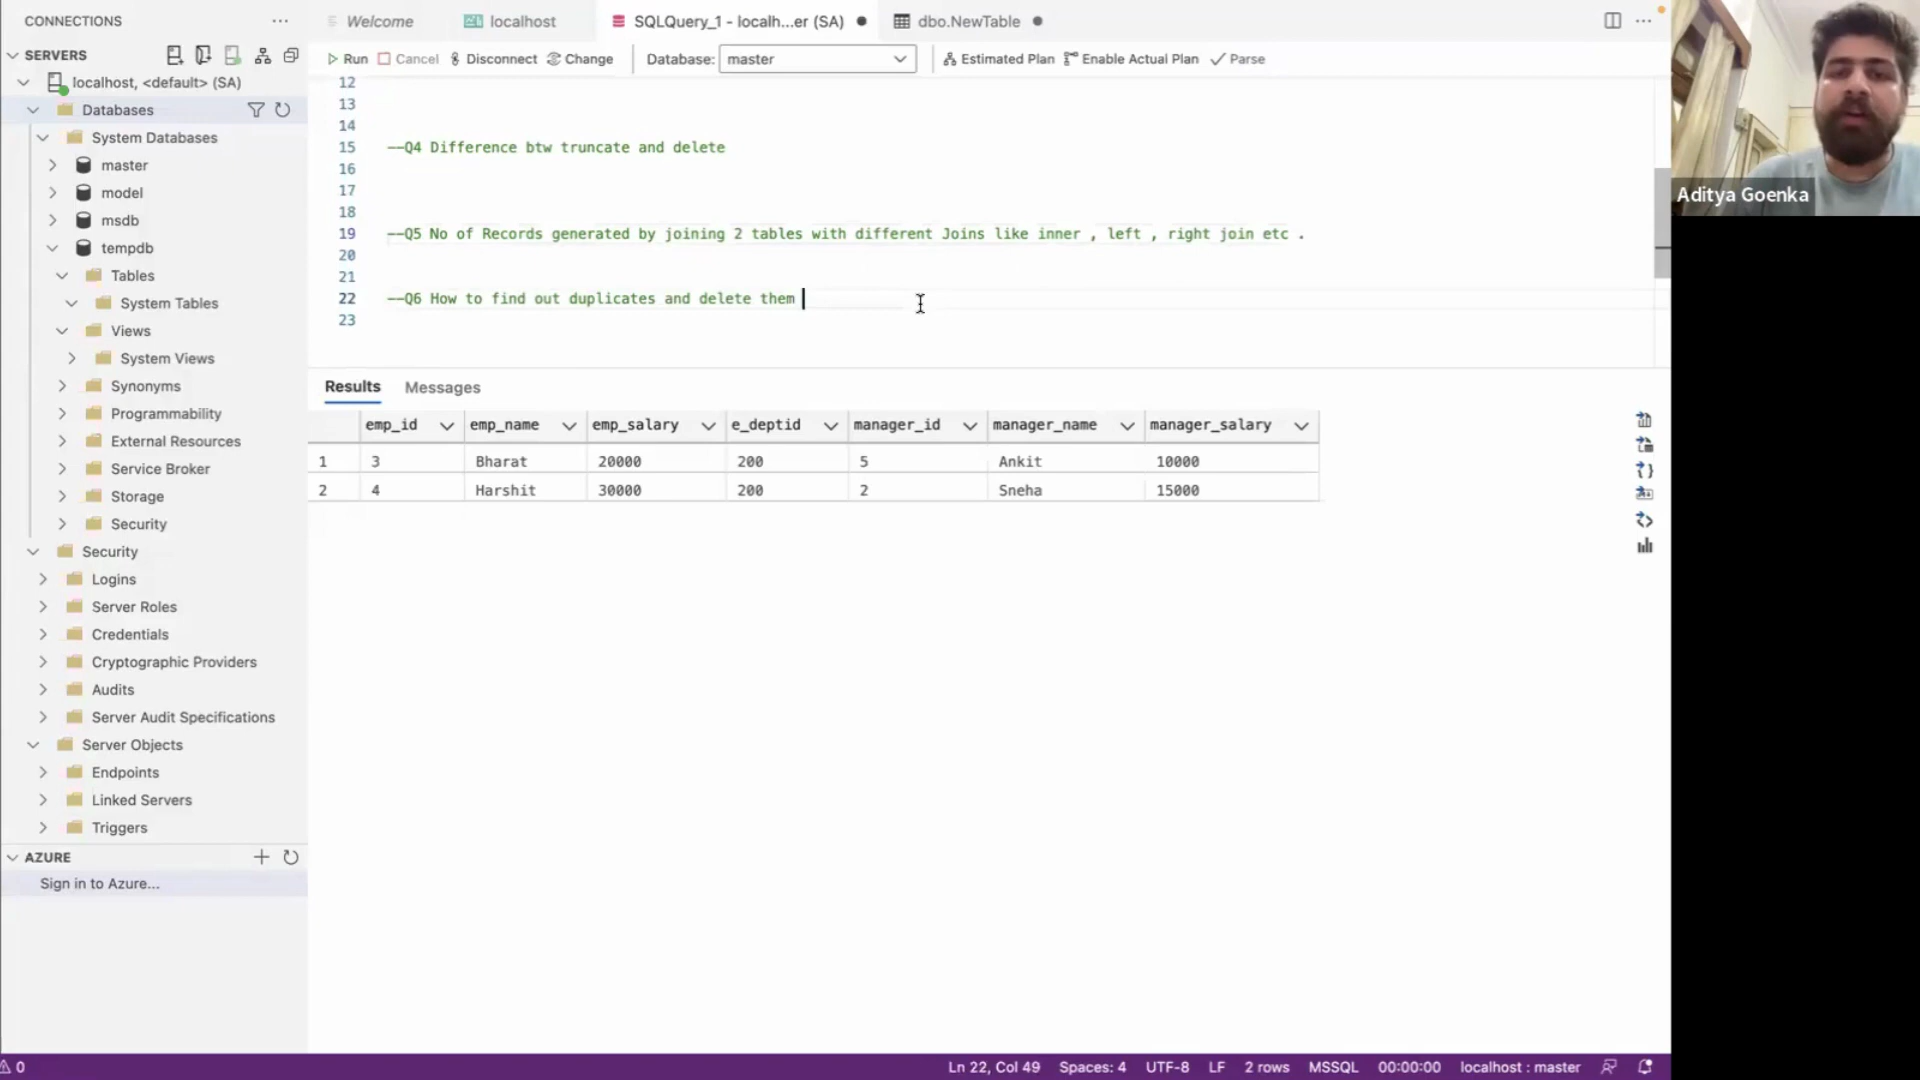 CONNECTIONS
Welcome
localhost
SQLQuery_1 - localh...er (SA)
dbo.NewTable
SERVERS
Run
Cancel
Disconnect
Change
Database:
master
Estimated Plan
Enable Actual Plan
Parse
localhost, <default> (SA)
Databases
System Databases
master
model
msdb
tempdb
Tables
System Tables
Views
System Views
Synonyms
Programmability
External Resources
Service Broker
Storage
Security
Security
Logins
Server Roles
Credentials
Cryptographic Providers
Audits
Server Audit Specifications
Server Objects
Endpoints
Linked Servers
Triggers
AZURE
Sign in to Azure...
12
13
14
15 --Q4 Difference btw truncate and delete
16
17
18
19 --Q5 No of Records generated by joining 2 tables with different Joins like inner , left , right join etc .
20
21
22 --Q6 How to find out duplicates and delete them
23
Results Messages
emp_id emp_name emp_salary e_deptid manager_id manager_name manager_salary
1 3 Bharat 20000 200 5 Ankit 10000
2 4 Harshit 30000 200 2 Sneha 15000
Aditya Goenka
0
Ln 22, Col 49 Spaces: 4 UTF-8 LF 2 rows MSSQL 00:00:00 localhost : master